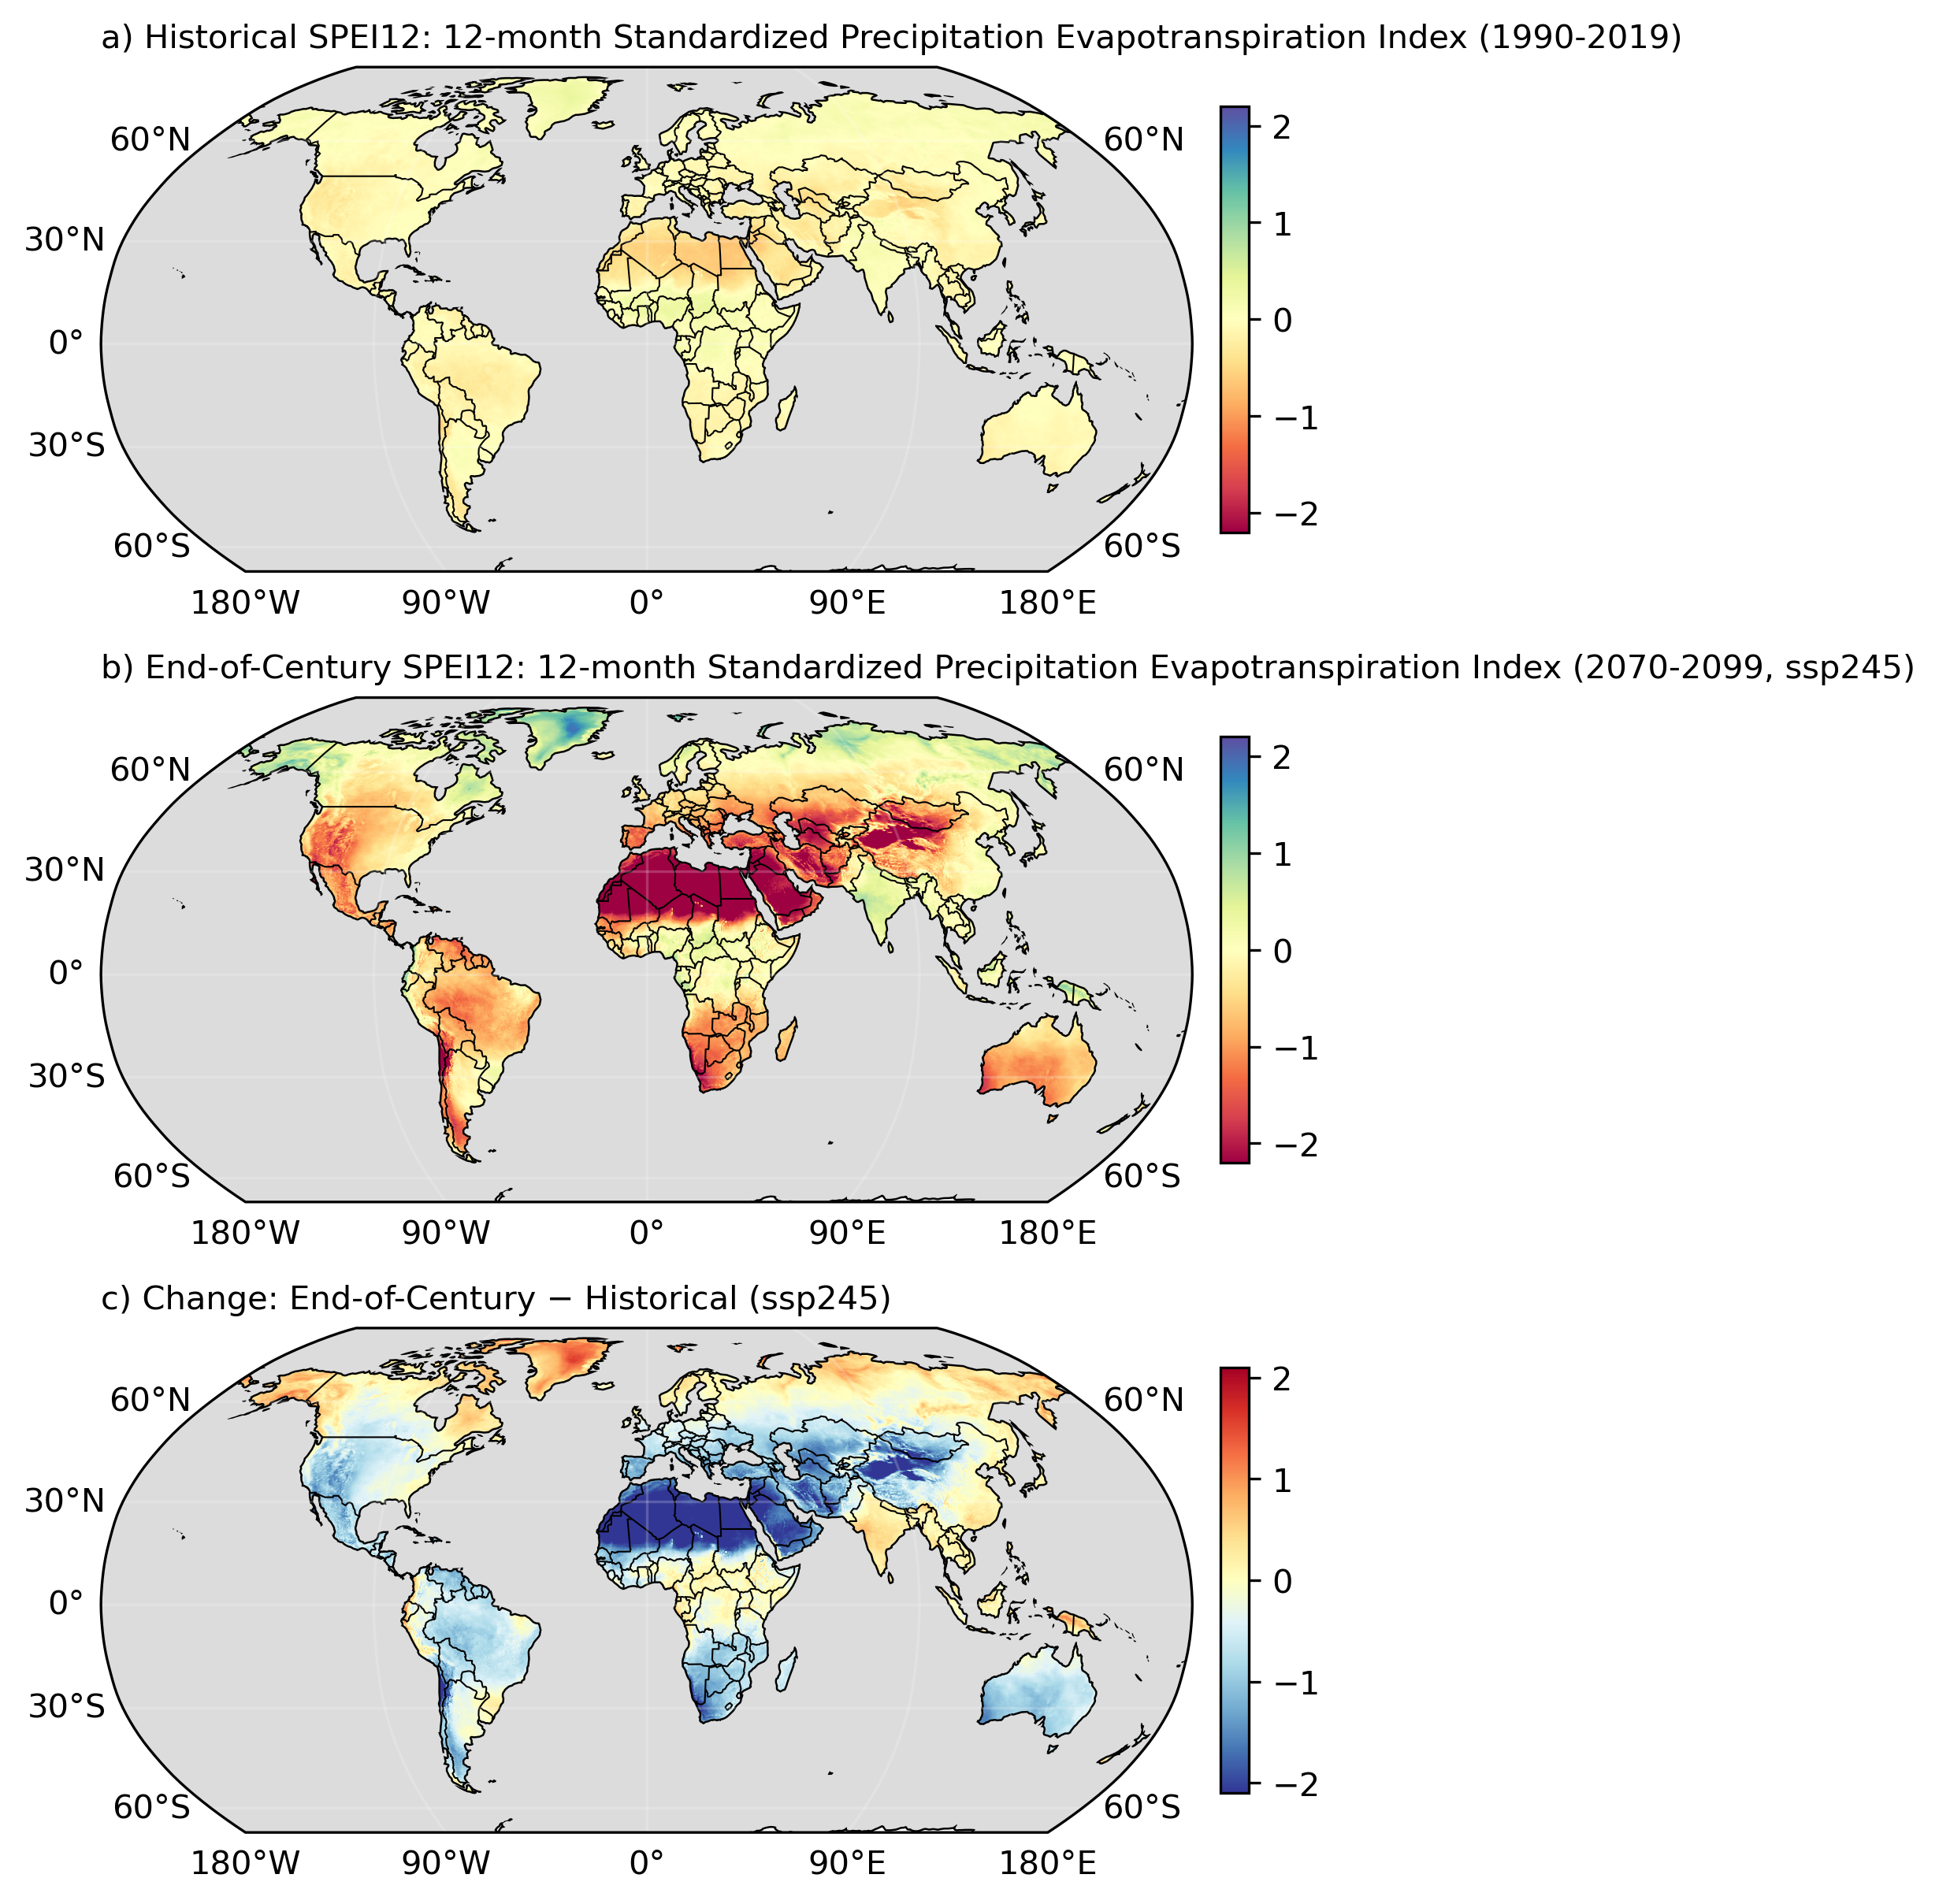 a) Historical SPEI12: 12-month Standardized Precipitation Evapotranspiration Index (1990-2019)
60°N 60°N
30°N
0°
30°S
60°S 60°S
180°W 90°W 0° 90°E 180°E
2
1
0
−1
−2
b) End-of-Century SPEI12: 12-month Standardized Precipitation Evapotranspiration Index (2070-2099, ssp245)
60°N 60°N
30°N
0°
30°S
60°S 60°S
180°W 90°W 0° 90°E 180°E
2
1
0
−1
−2
c) Change: End-of-Century − Historical (ssp245)
60°N 60°N
30°N
0°
30°S
60°S 60°S
180°W 90°W 0° 90°E 180°E
2
1
0
−1
−2